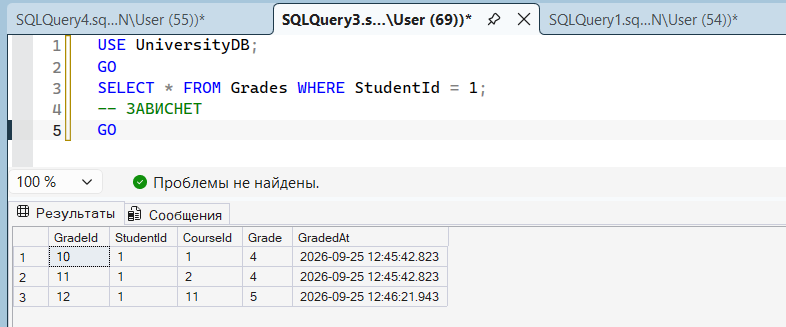 SQLQuery4.sq...N\User (55))*
SQLQuery3.s...\User (69))*
SQLQuery1.sq...N\User (54))*
1 USE UniversityDB;
2 GO
3 SELECT * FROM Grades WHERE StudentId = 1;
4 -- ЗАВИСНЕТ
5 GO
100 %
Проблемы не найдены.
Результаты
Сообщения
GradeId StudentId CourseId Grade GradedAt
1 10 1 1 4 2026-09-25 12:45:42.823
2 11 1 2 4 2026-09-25 12:45:42.823
3 12 1 11 5 2026-09-25 12:46:21.943